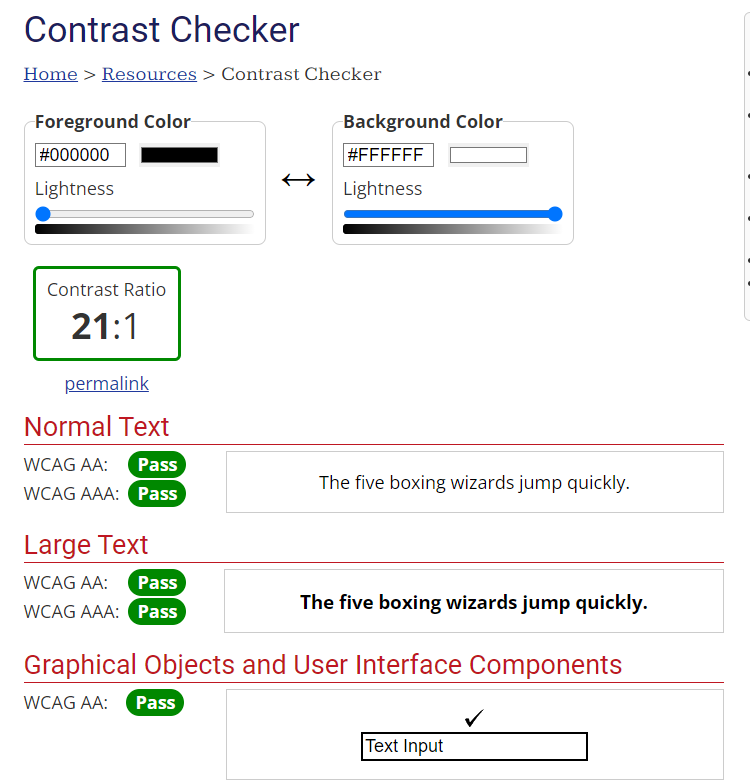 Contrast Checker
Home > Resources > Contrast Checker
Foreground Color
#000000
Lightness
Background Color
#FFFFFF
Lightness
Contrast Ratio
21:1
permalink
Normal Text
WCAG AA: Pass
WCAG AAA: Pass
The five boxing wizards jump quickly.
Large Text
WCAG AA: Pass
WCAG AAA: Pass
The five boxing wizards jump quickly.
Graphical Objects and User Interface Components
WCAG AA: Pass
Text Input